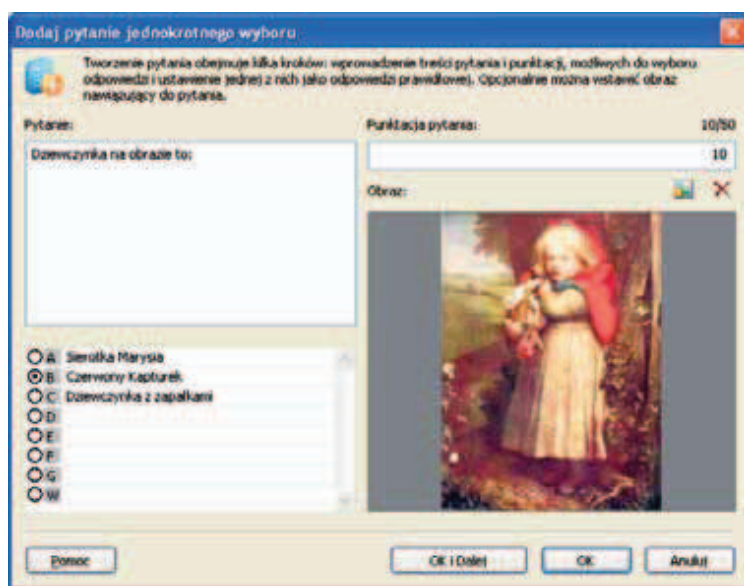 Dodaj pytanie jednokrotnego wyboru
Tworzenie pytania obejmuje kilka kroków: wprowadzenie treści pytania i punktacji, możliwych do wyboru
odpowiedzi i ustawienie jednej z nich jako odpowiedzi prawidłowej. Opcjonalnie można wstawić obraz
nawiązujący do pytania.
Pytanie:
Punktacja pytania: 10/50
Dziewczynka na obrazie to:
10
Obraz:
A Sierotka Marysia
B Czerwony Kapturek
C Dziewczynka z zapałkami
D
E
F
G
W
Pomoc
OK i Dalej
OK
Anuluj